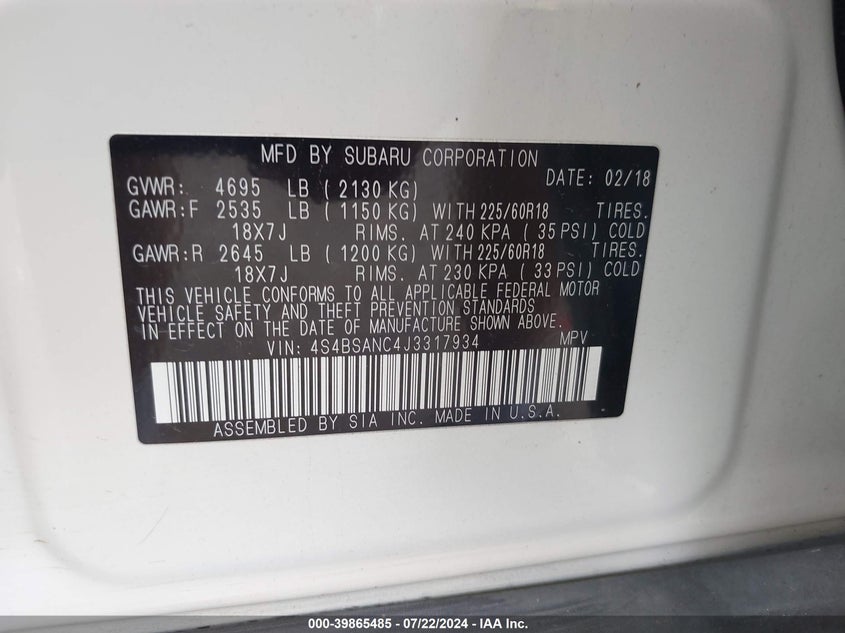 MFD BY SUBARU CORPORATION
DATE: 02/18
GVWR: 4695 LB ( 2130 KG)
GAWR:F 2535 LB ( 1150 KG) WITH 225/60R18 TIRES.
18X7J RIMS. AT 240 KPA ( 35 PSI) COLD
GAWR:R 2645 LB ( 1200 KG) WITH 225/60R18 TIRES.
18X7J RIMS. AT 230 KPA ( 33 PSI) COLD
THIS VEHICLE CONFORMS TO ALL APPLICABLE FEDERAL MOTOR
VEHICLE SAFETY AND THEFT PREVENTION STANDARDS
IN EFFECT ON THE DATE OF MANUFACTURE SHOWN ABOVE.
VIN: 4S4BSANC4J3317934 MPV
ASSEMBLED BY SIA INC. MADE IN U.S.A.
000-39865485 - 07/22/2024 - IAA Inc.